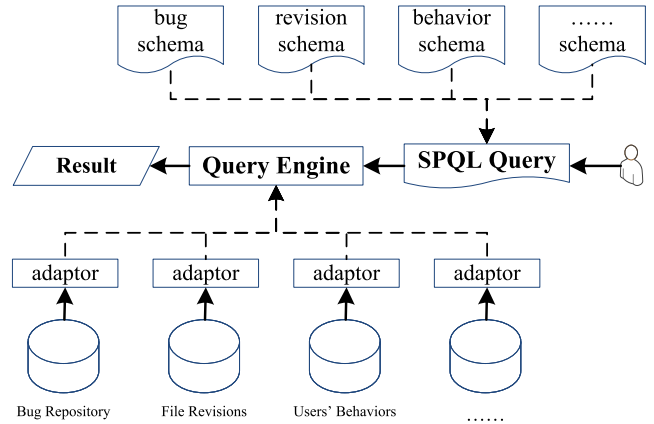 bug
schema
revision
schema
behavior
schema
……
schema
Result
Query Engine
SPQL Query
adaptor
adaptor
adaptor
adaptor
Bug Repository
File Revisions
Users’ Behaviors
……